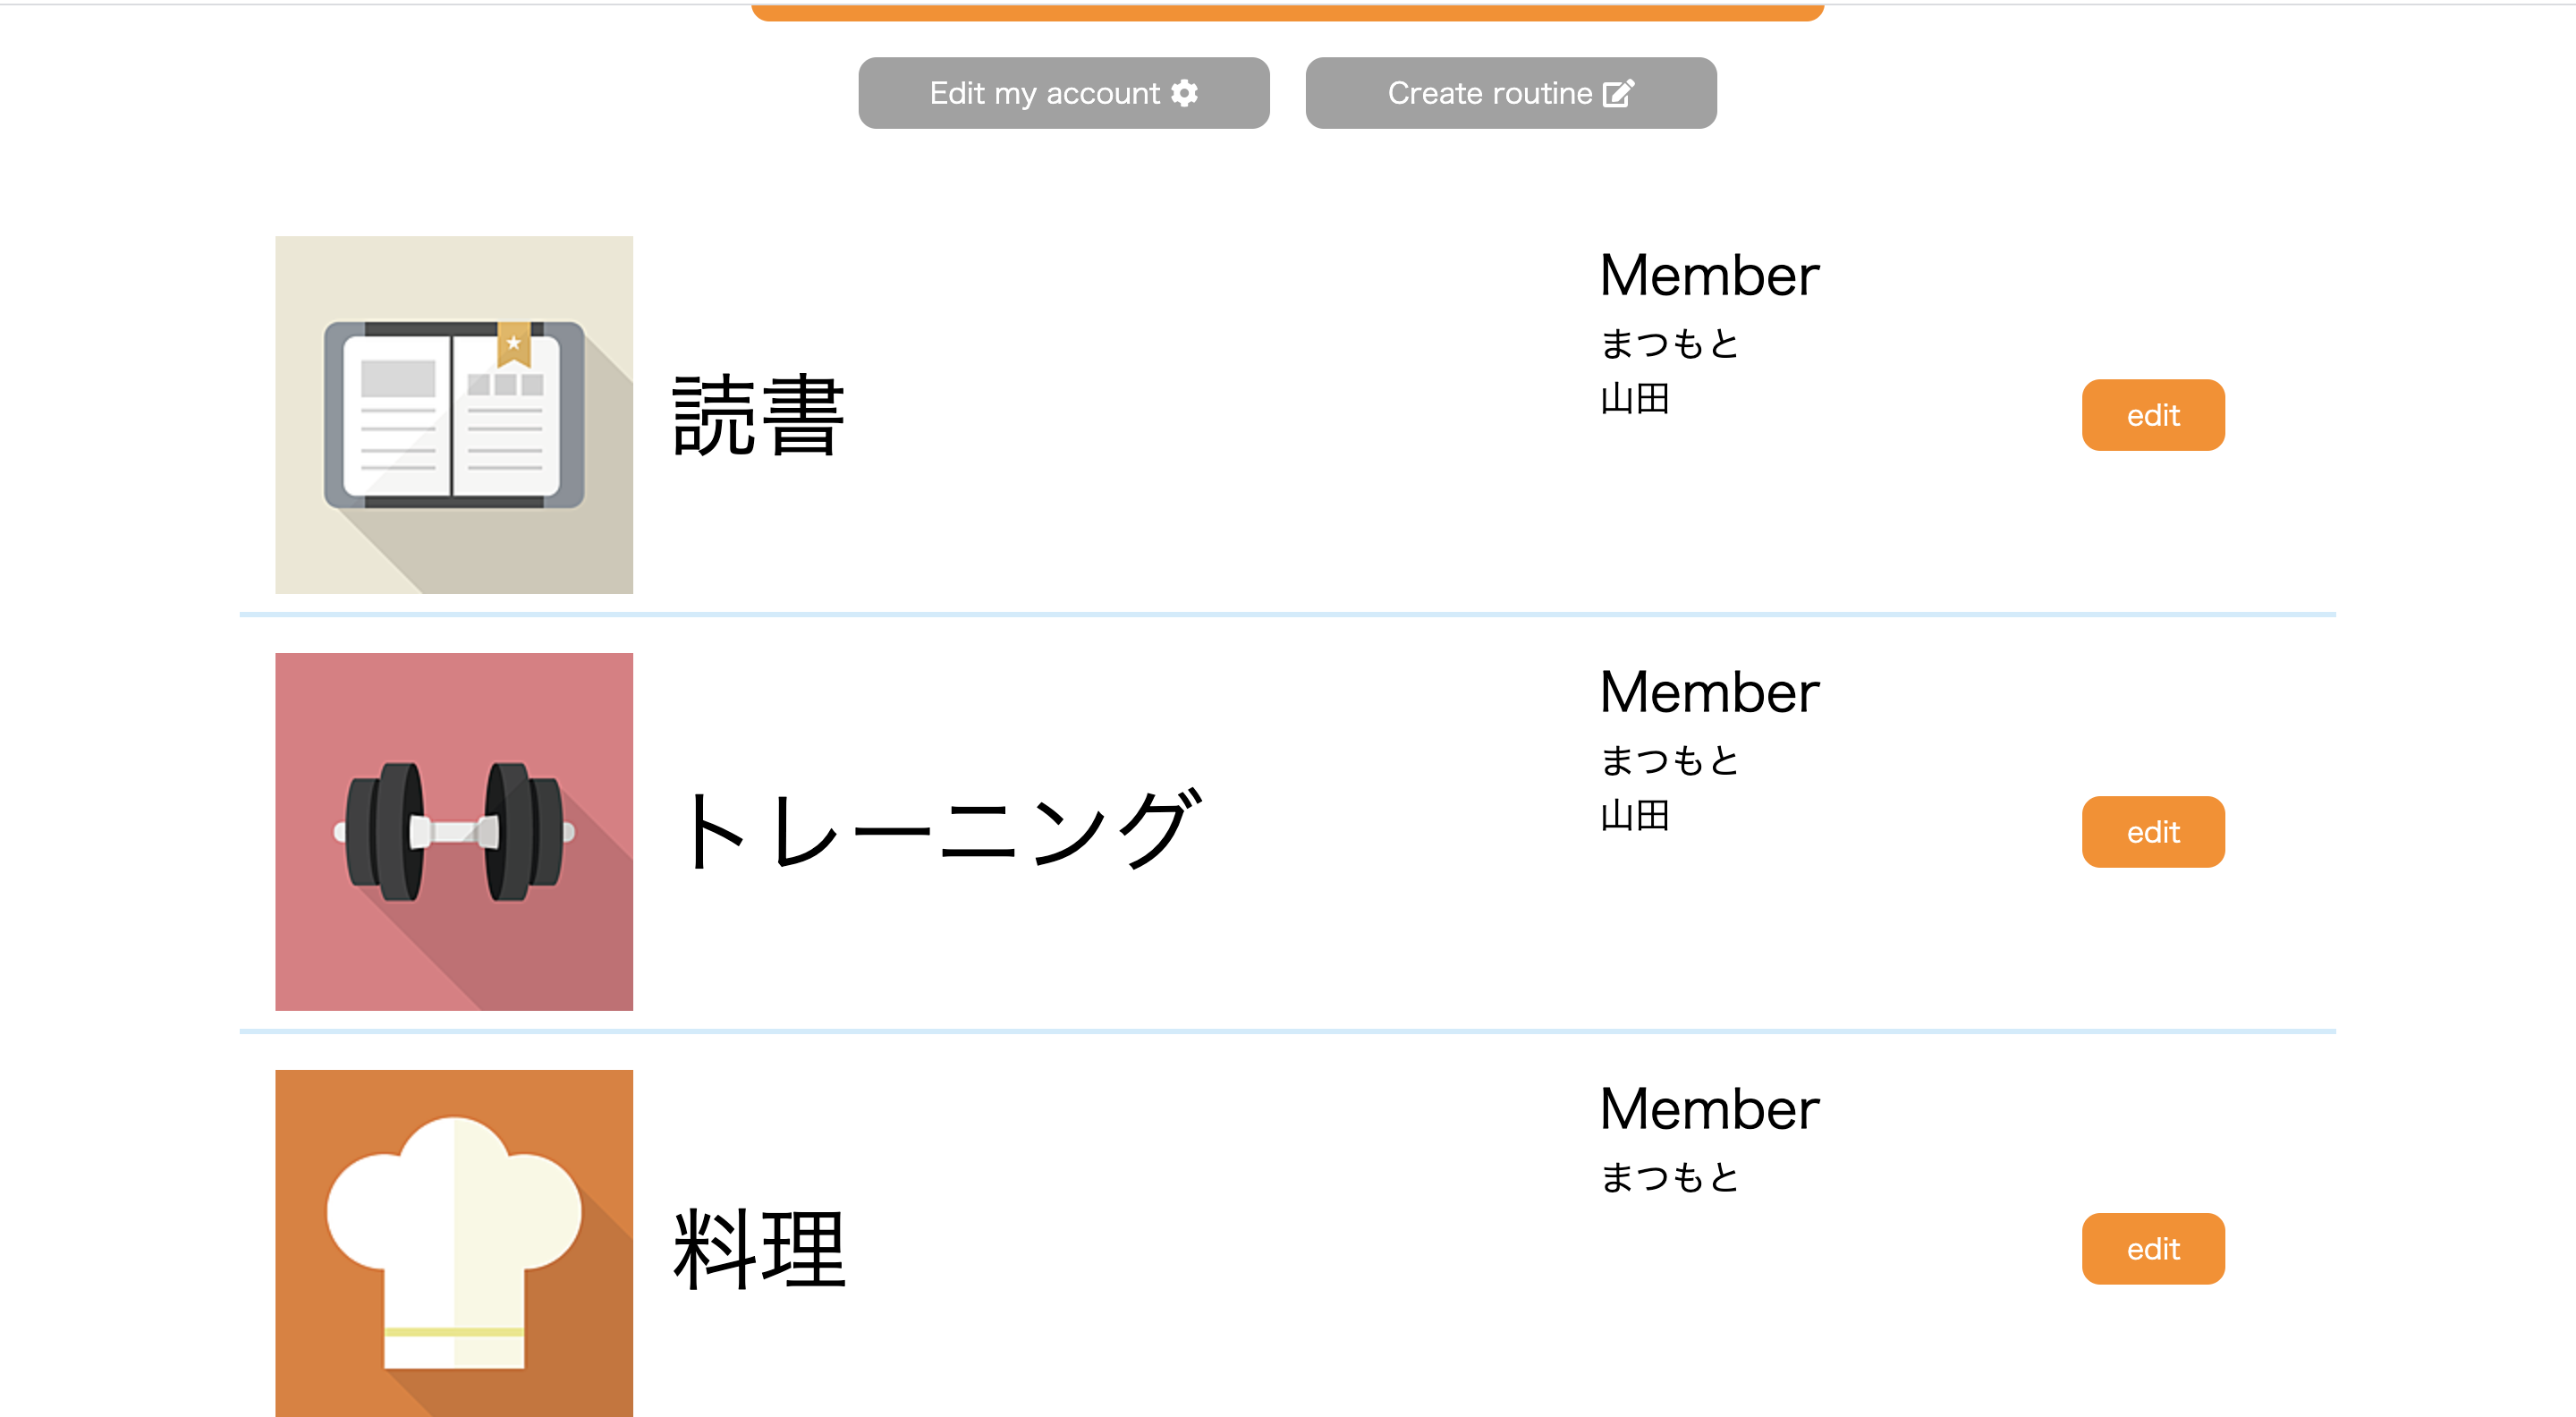 Edit my account
Create routine
読書
Member
まつもと
山田
edit
トレーニング
Member
まつもと
山田
edit
料理
Member
まつもと
edit